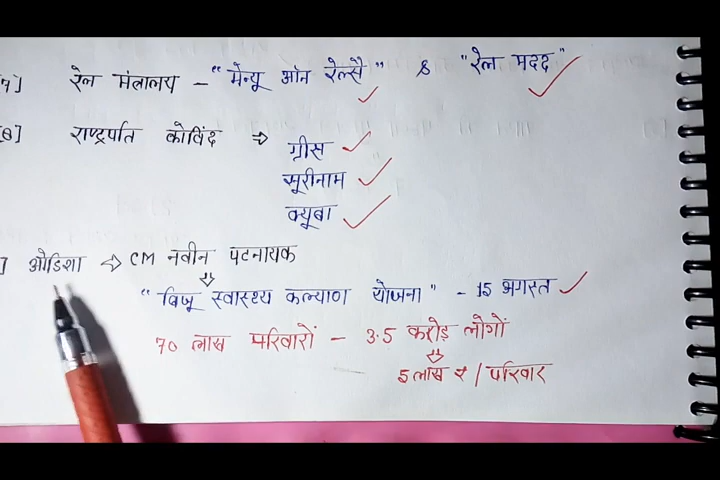 7] रेल मंत्रालय – "मेन्यू ऑन रेल्सै" & "रेल मदद"
[8] राष्ट्रपति कोविंद ⇒ ग्रीस
सूरीनाम
क्यूबा
] ओडिशा ⇒ CM नवीन पटनायक
⇓
"बिजू स्वास्थ्य कल्याण योजना" – 15 अगस्त
70 लाख परिवारों – 3.5 करोड़ लोगों
⇓
5 लाख ₹ / परिवार